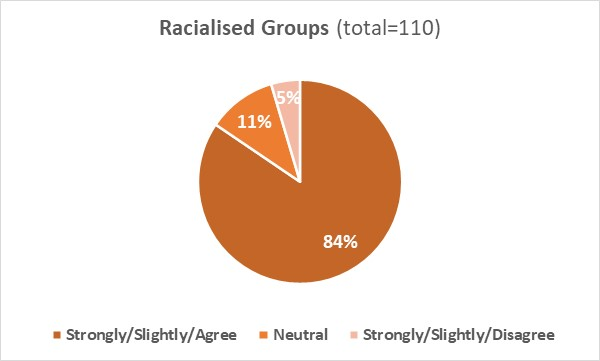 Racialised Groups (total=110)
5%
11%
84%
Strongly/Slightly/Agree Neutral Strongly/Slightly/Disagree